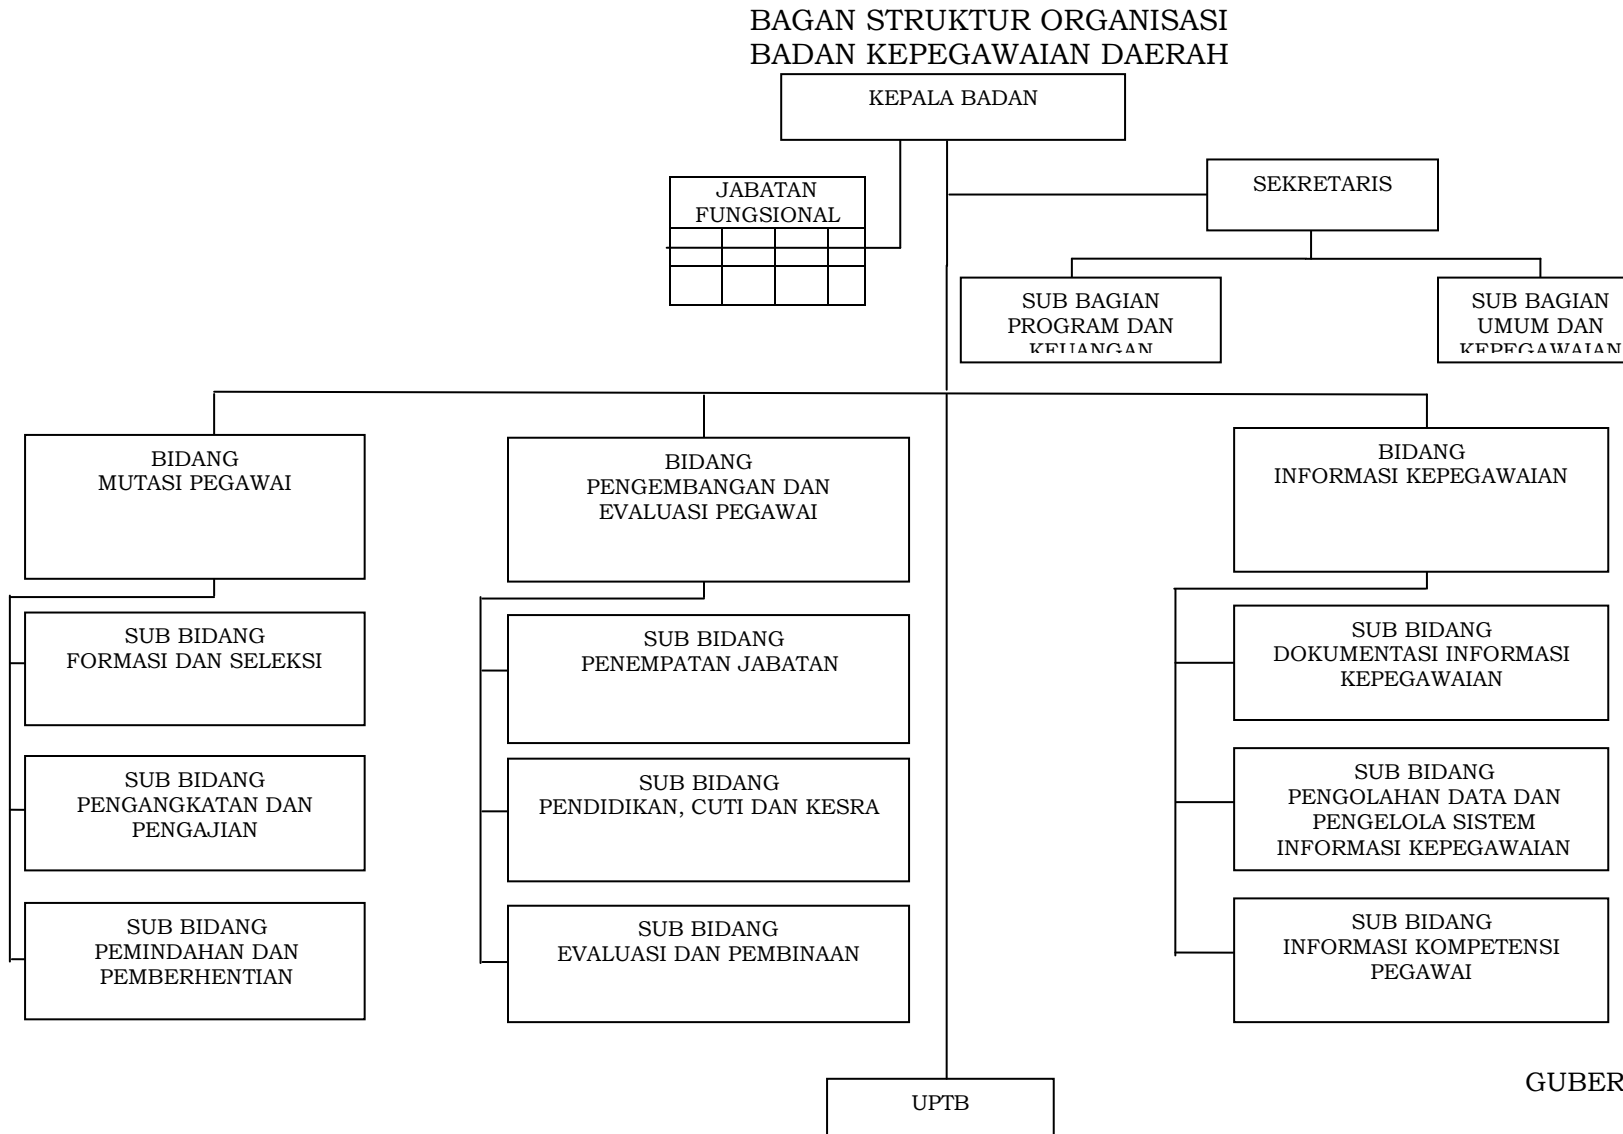 BAGAN STRUKTUR ORGANISASI
BADAN KEPEGAWAIAN DAERAH
KEPALA BADAN
JABATAN
FUNGSIONAL
SEKRETARIS
SUB BAGIAN
PROGRAM DAN
KEUANGAN
SUB BAGIAN
UMUM DAN
KEPEGAWAIAN
BIDANG
MUTASI PEGAWAI
BIDANG
PENGEMBANGAN DAN
EVALUASI PEGAWAI
BIDANG
INFORMASI KEPEGAWAIAN
SUB BIDANG
FORMASI DAN SELEKSI
SUB BIDANG
PENGANGKATAN DAN
PENGAJIAN
SUB BIDANG
PEMINDAHAN DAN
PEMBERHENTIAN
SUB BIDANG
PENEMPATAN JABATAN
SUB BIDANG
PENDIDIKAN, CUTI DAN KESRA
SUB BIDANG
EVALUASI DAN PEMBINAAN
SUB BIDANG
DOKUMENTASI INFORMASI
KEPEGAWAIAN
SUB BIDANG
PENGOLAHAN DATA DAN
PENGELOLA SISTEM
INFORMASI KEPEGAWAIAN
SUB BIDANG
INFORMASI KOMPETENSI
PEGAWAI
UPTB
GUBER